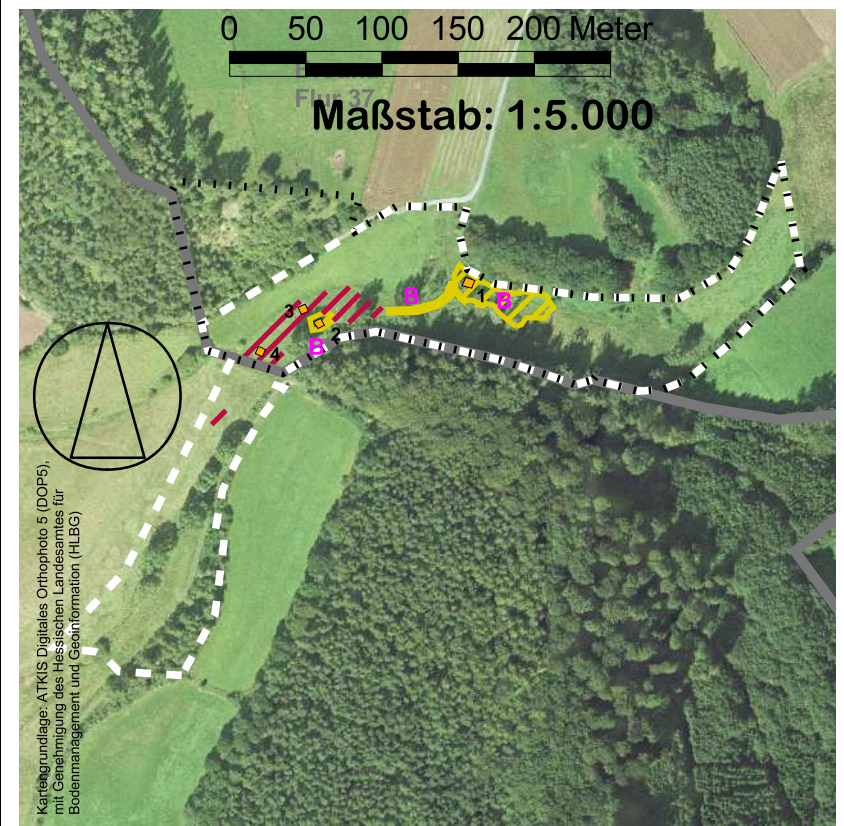 0 50 100 150 200 Meter
Flur 37
Maßstab: 1:5.000
B
B
1
3
2
B
4
Kartengrundlage: ATKIS Digitales Orthophoto 5 (DOP5),
mit Genehmigung des Hessischen Landesamtes für
Bodenmanagement und Geoinformation (HLBG)